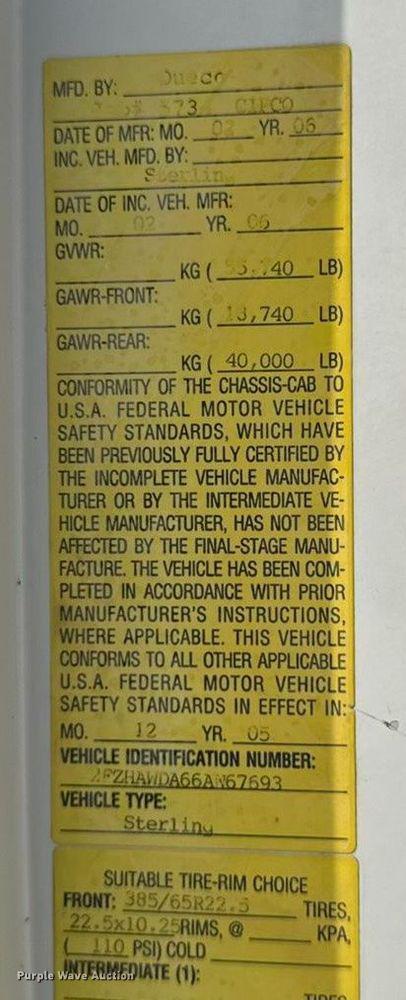 MFD. BY: Dueco
573 CUECO
DATE OF MFR: MO. 02 YR. 06
INC. VEH. MFD. BY:
Sterling
DATE OF INC. VEH. MFR:
MO. 02 YR. 06
GVWR:
KG ( LB)
GAWR-FRONT:
KG ( ,740 LB)
GAWR-REAR:
KG ( 40,000 LB)
CONFORMITY OF THE CHASSIS-CAB TO
U.S.A. FEDERAL MOTOR VEHICLE
SAFETY STANDARDS, WHICH HAVE
BEEN PREVIOUSLY FULLY CERTIFIED BY
THE INCOMPLETE VEHICLE MANUFAC-
TURER OR BY THE INTERMEDIATE VE-
HICLE MANUFACTURER, HAS NOT BEEN
AFFECTED BY THE FINAL-STAGE MANU-
FACTURE. THE VEHICLE HAS BEEN COM-
PLETED IN ACCORDANCE WITH PRIOR
MANUFACTURER'S INSTRUCTIONS,
WHERE APPLICABLE. THIS VEHICLE
CONFORMS TO ALL OTHER APPLICABLE
U.S.A. FEDERAL MOTOR VEHICLE
SAFETY STANDARDS IN EFFECT IN:
MO. 12 YR. 05
VEHICLE IDENTIFICATION NUMBER:
2FZHAWDA66AW67693
VEHICLE TYPE:
Sterling
SUITABLE TIRE-RIM CHOICE
FRONT: 385/65R22.5 TIRES,
22.5x10.25 RIMS, @ KPA,
( 110 PSI) COLD
INTERMEDIATE (1):
TIRES
Purple Wave Auction